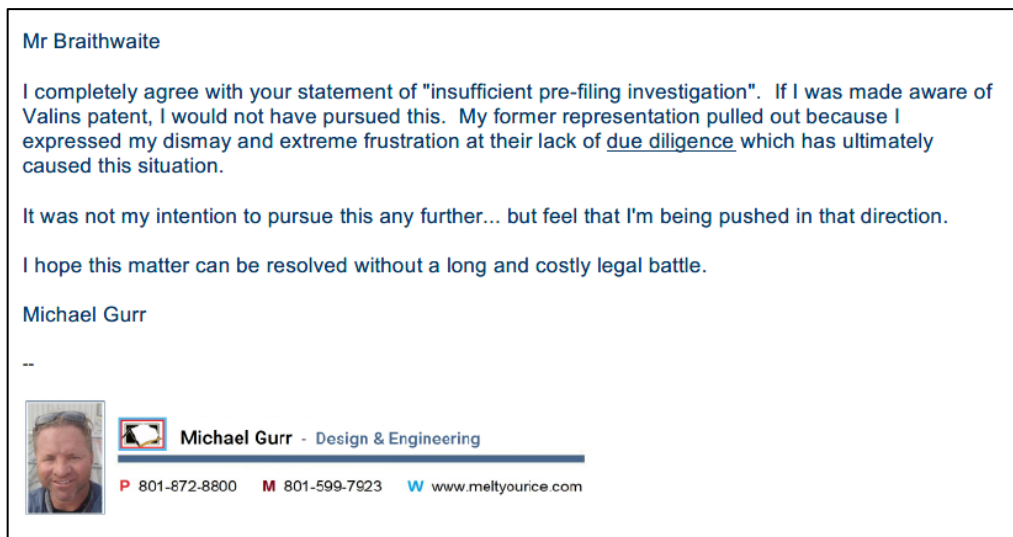 Mr Braithwaite
I completely agree with your statement of "insufficient pre-filing investigation".  If I was made aware of
Valins patent, I would not have pursued this.  My former representation pulled out because I
expressed my dismay and extreme frustration at their lack of due diligence which has ultimately
caused this situation.
It was not my intention to pursue this any further... but feel that I'm being pushed in that direction.
I hope this matter can be resolved without a long and costly legal battle.
Michael Gurr
--
Michael Gurr - Design & Engineering
P 801-872-8800 M 801-599-7923 W www.meltyourice.com